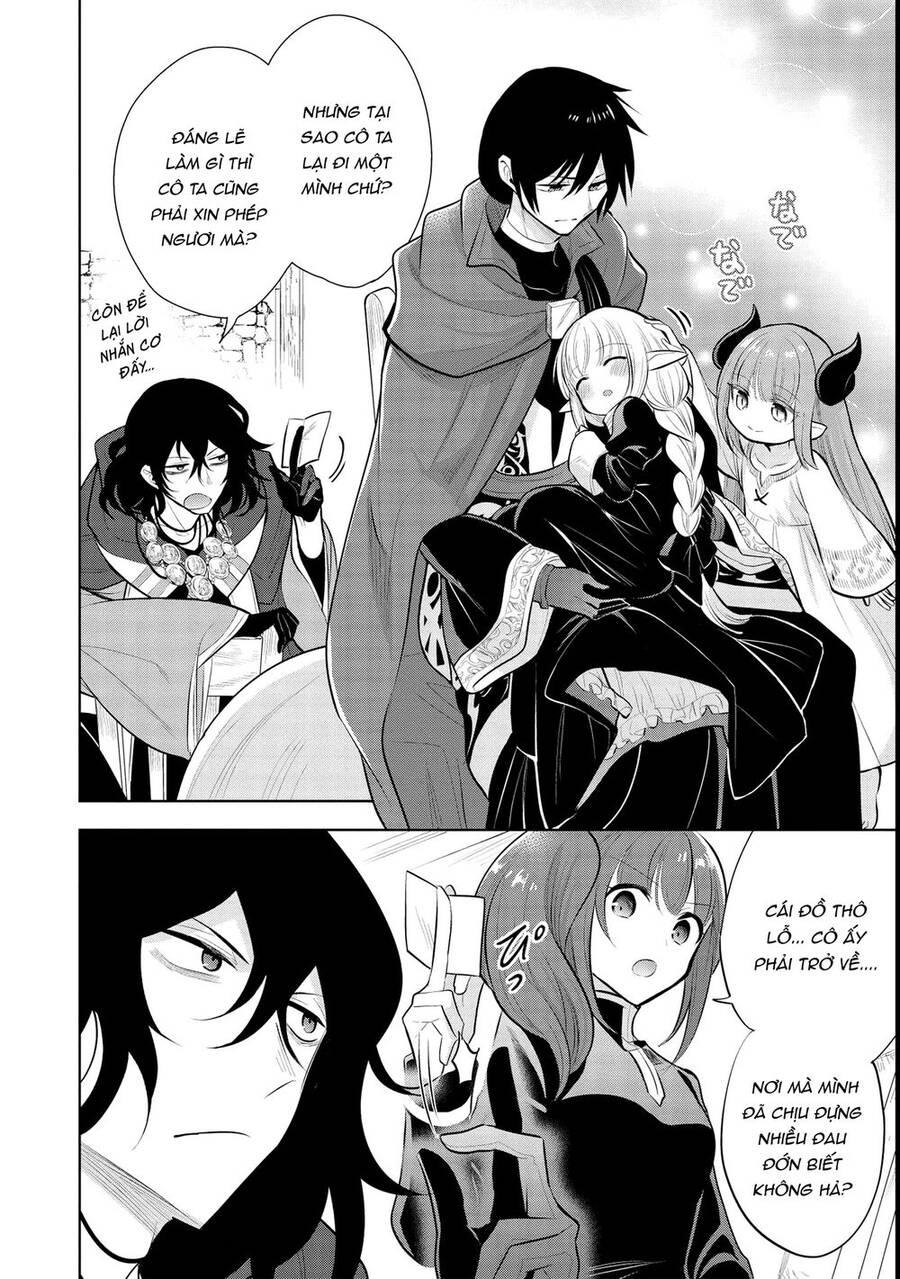 NHƯNG TẠI
SAO CÔ TA
LẠI ĐI MỘT
MÌNH CHỨ?
ĐÁNG LẼ
LÀM GÌ THÌ
CÔ TA CŨNG
PHẢI XIN PHÉP
NGƯƠI MÀ?
CÒN ĐỂ
LẠI LỜI
NHẮN CƠ
ĐẤY...
なでなで
CÁI ĐỒ THÔ
LỖ... CÔ ẤY
PHẢI TRỞ VỀ....
NƠI MÀ MÌNH
ĐÃ CHỊU ĐỰNG
NHIỀU ĐAU
ĐỚN BIẾT
KHÔNG HẢ?
ぴっ